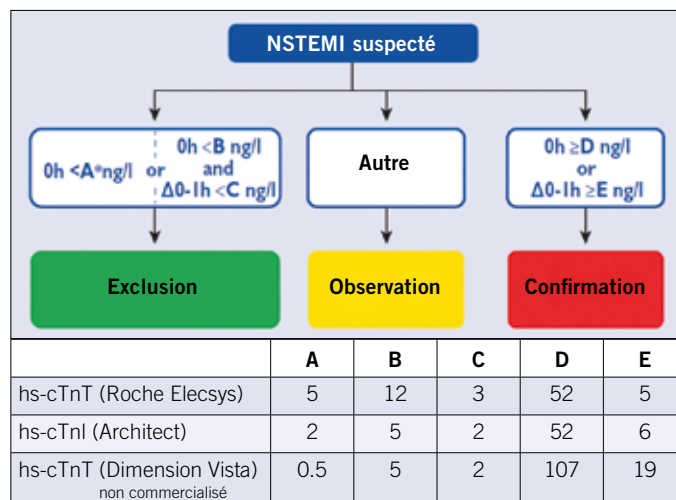 NSTEMI suspecté
0h <A*ng/l or
0h <B ng/l
and
Δ0-1h <C ng/l
Autre
0h ≥D ng/l
or
Δ0-1h ≥E ng/l
Exclusion
Observation
Confirmation
A B C D E
hs-cTnT (Roche Elecsys) 5 12 3 52 5
hs-cTnI (Architect) 2 5 2 52 6
hs-cTnT (Dimension Vista) 0.5 5 2 107 19
non commercialisé